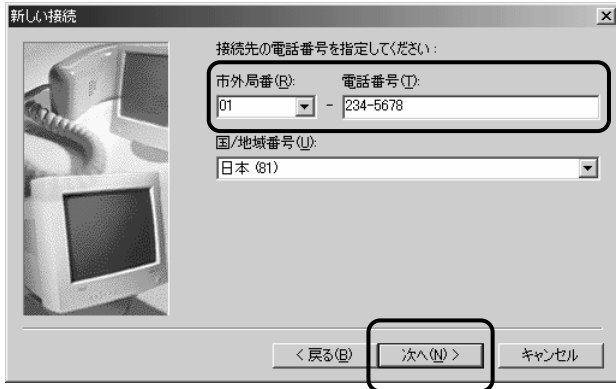 新しい接続
接続先の電話番号を指定してください :
市外局番(R): 電話番号(T):
01 - 234-5678
国/地域番号(U):
日本 (81)
< 戻る(B) 次へ(N) > キャンセル